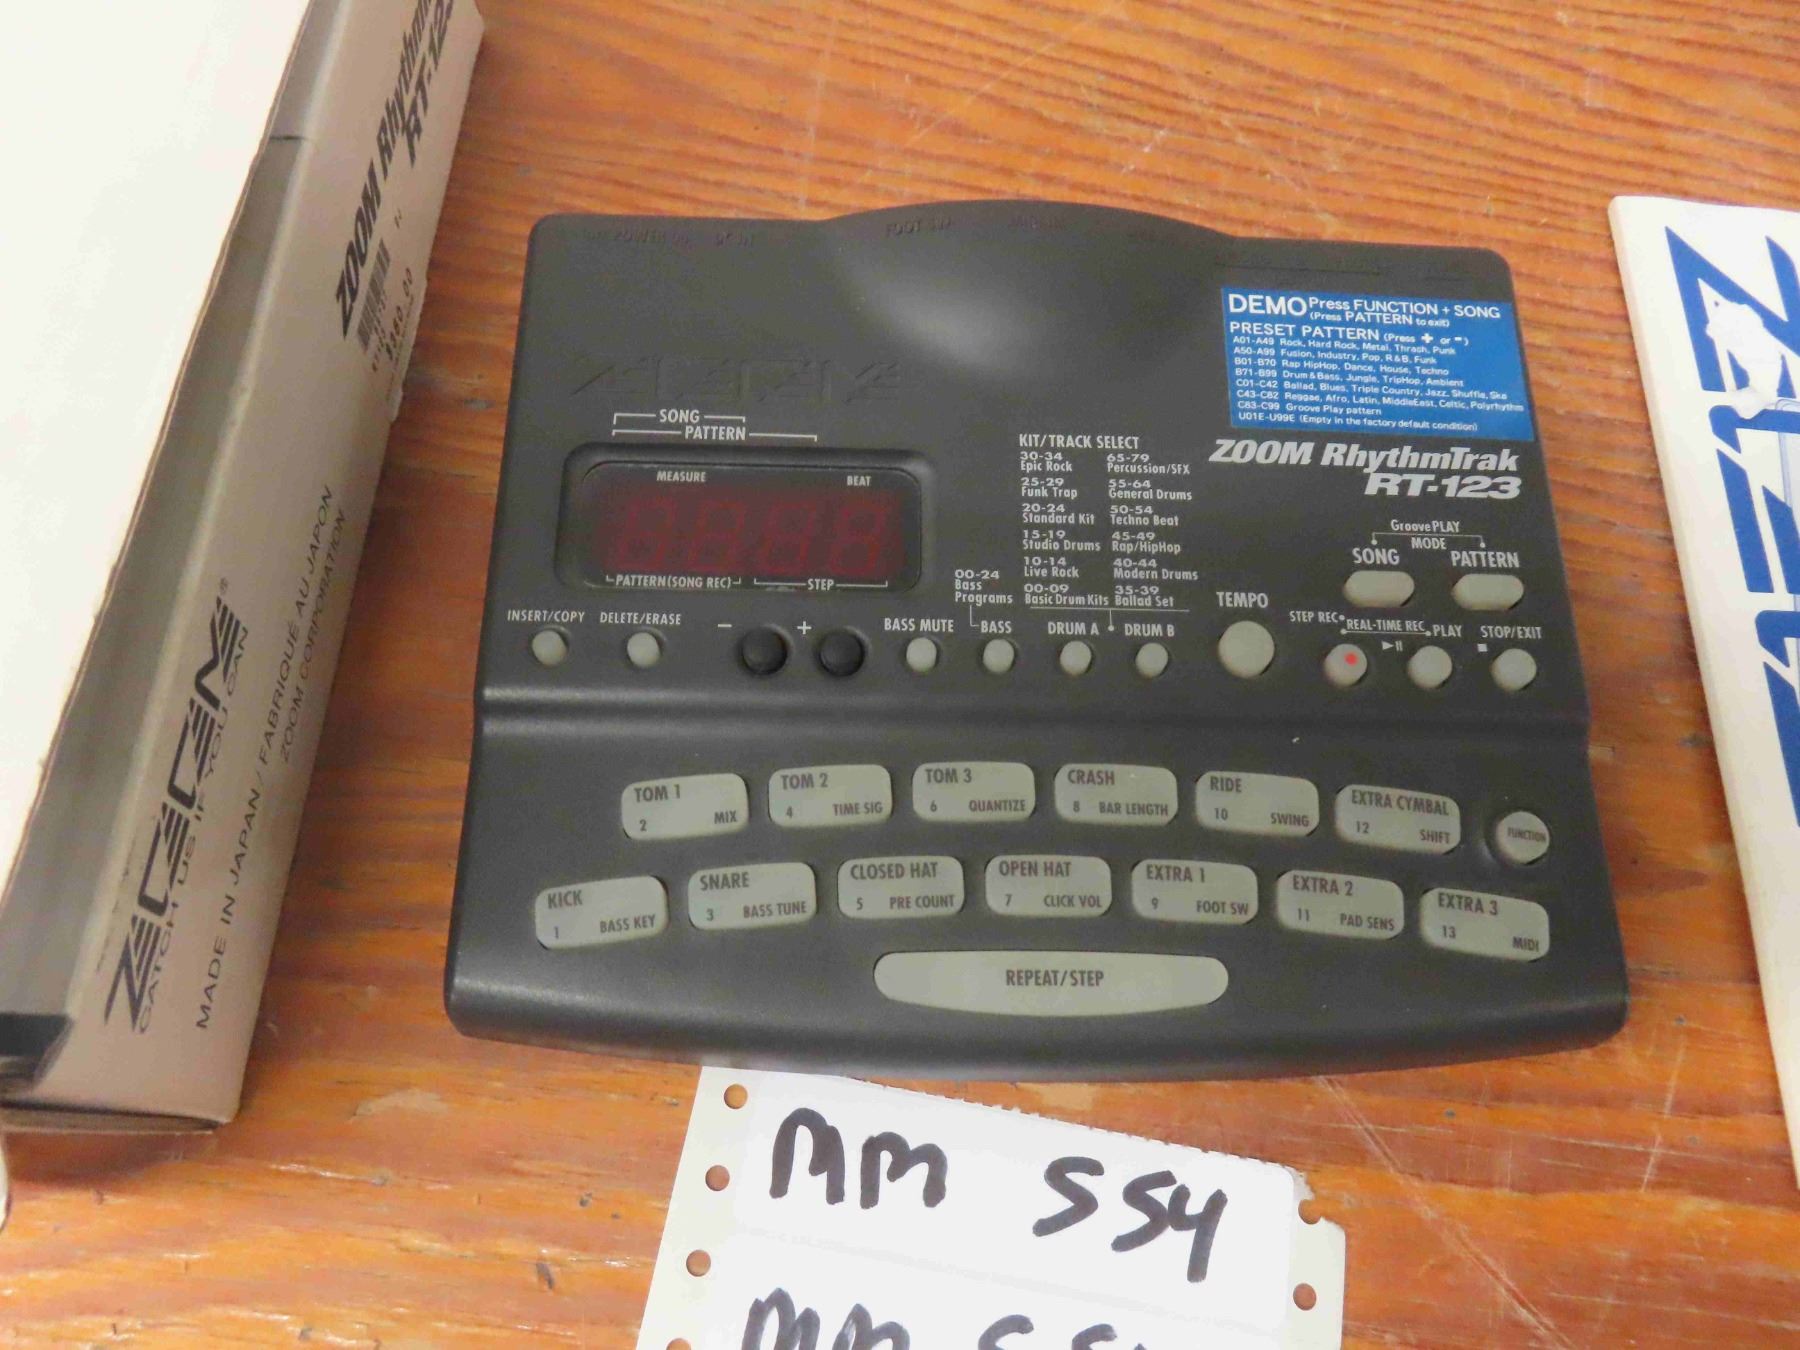 ZOOM
RT-123
$280.00
ZOOM
CATCH US IF YOU CAN
MADE IN JAPAN / FABRIQUÉ AU JAPON
ZOOM CORPORATION
POWER
DC IN
FOOT SW
ZOOM
DEMO Press FUNCTION + SONG
(Press PATTERN to exit)
PRESET PATTERN (Press + or -)
A01-A49 Rock, Hard Rock, Metal, Thrash, Punk
A50-A99 Fusion, Industry, Pop, R&B, Funk
B01-B70 Rap HipHop, Dance, House, Techno
B71-B99 Drum&Bass, Jungle, TripHop, Ambient
C01-C42 Ballad, Blues, Triple Country, Jazz, Shuffle, Ska
C43-C82 Reggae, Afro, Latin, MiddleEast, Celtic, Polyrhythm
C83-C99 Groove Play pattern
U01E-U99E (Empty in the factory default condition)
ZOOM RhythmTrak
RT-123
SONG
PATTERN
MEASURE BEAT
PATTERN(SONG REC) STEP
KIT/TRACK SELECT
30-34 65-79
Epic Rock Percussion/SFX
25-29 55-64
Funk Trap General Drums
20-24 50-54
Standard Kit Techno Beat
15-19 45-49
Studio Drums Rap/HipHop
10-14 40-44
Live Rock Modern Drums
00-09 35-39
Basic Drum Kits Ballad Set
00-24
Bass
Programs
GroovePLAY
MODE
SONG PATTERN
INSERT/COPY DELETE/ERASE - + BASS MUTE BASS DRUM A DRUM B TEMPO
STEP REC REAL-TIME REC PLAY STOP/EXIT
►II ■
TOM 1 TOM 2 TOM 3 CRASH RIDE EXTRA CYMBAL
2 MIX 4 TIME SIG 6 QUANTIZE 8 BAR LENGTH 10 SWING 12 SHIFT
FUNCTION
KICK SNARE CLOSED HAT OPEN HAT EXTRA 1 EXTRA 2 EXTRA 3
1 BASS KEY 3 BASS TUNE 5 PRE COUNT 7 CLICK VOL 9 FOOT SW 11 PAD SENS 13 MIDI
REPEAT/STEP
MM 554